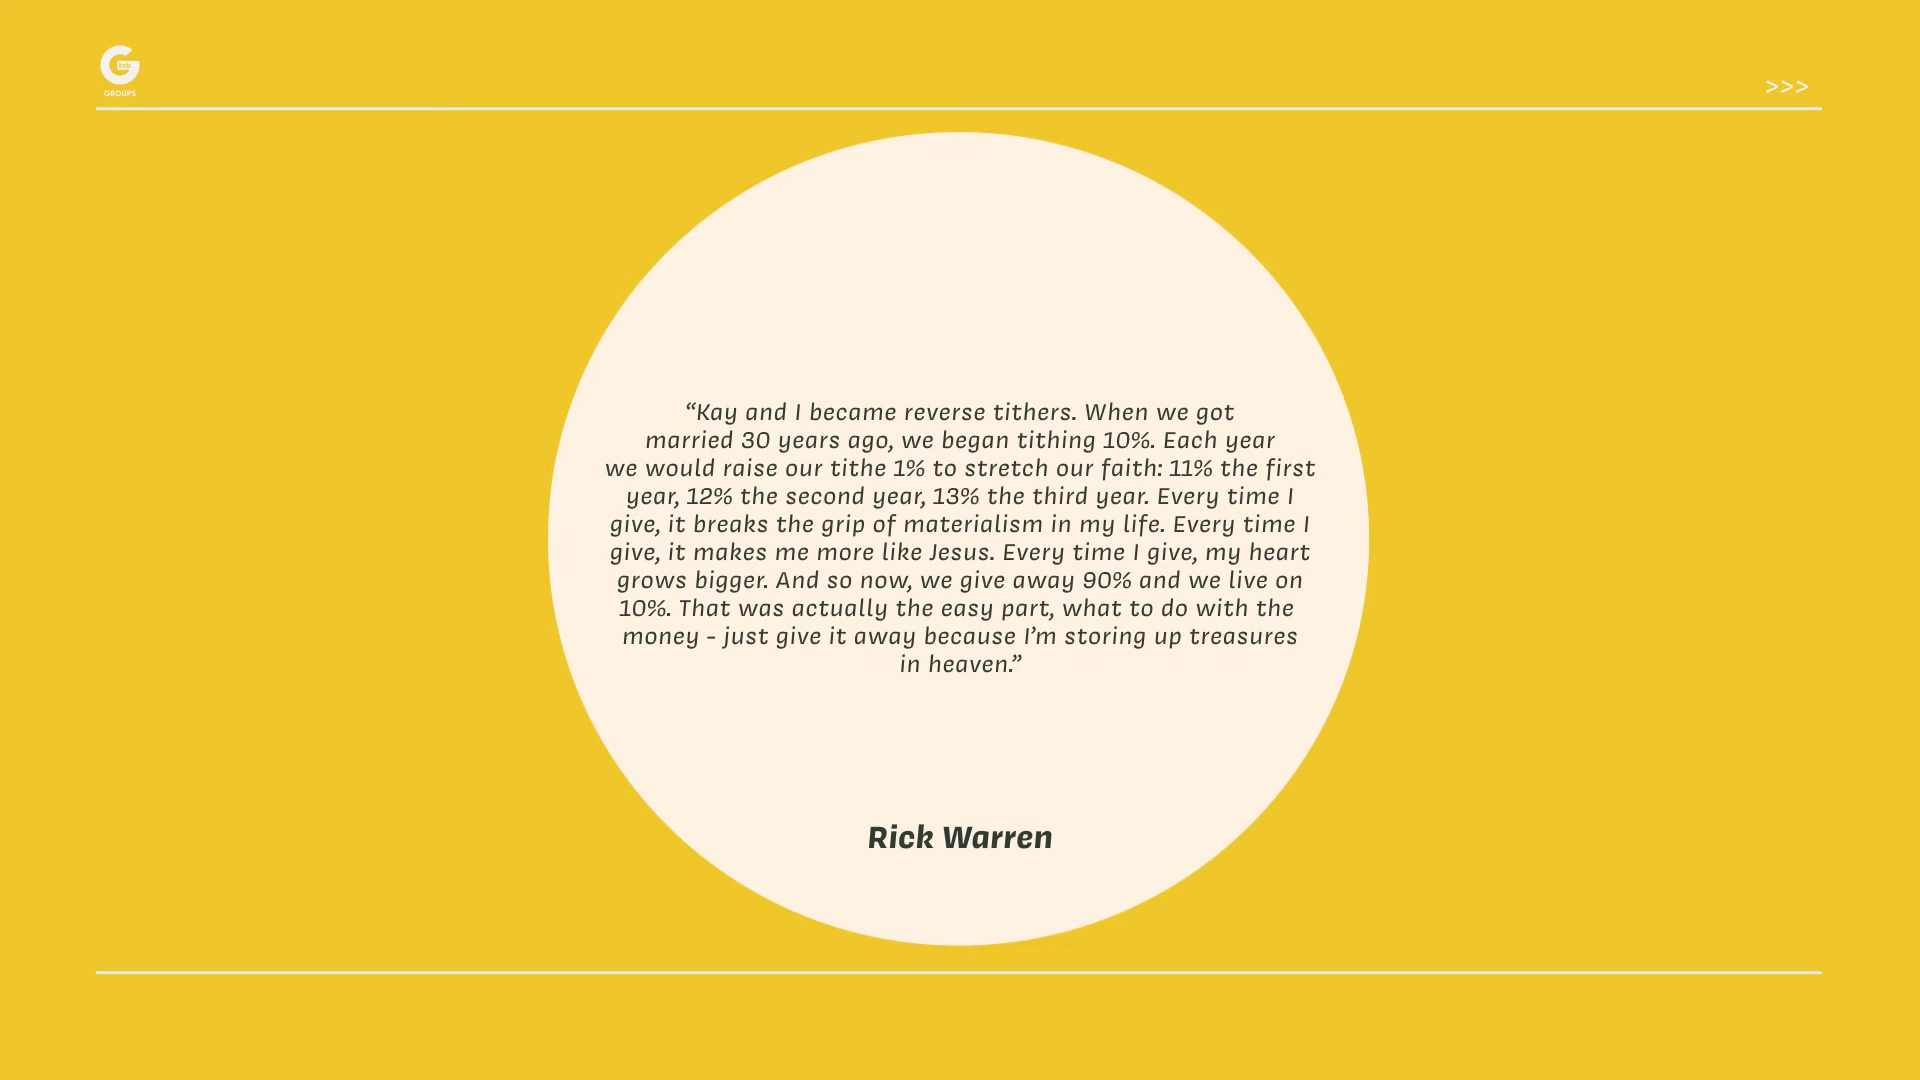 htb
GROUPS
>>>
“Kay and I became reverse tithers. When we got
married 30 years ago, we began tithing 10%. Each year
we would raise our tithe 1% to stretch our faith: 11% the first
year, 12% the second year, 13% the third year. Every time I
give, it breaks the grip of materialism in my life. Every time I
give, it makes me more like Jesus. Every time I give, my heart
grows bigger. And so now, we give away 90% and we live on
10%. That was actually the easy part, what to do with the
money - just give it away because I’m storing up treasures
in heaven.”
Rick Warren